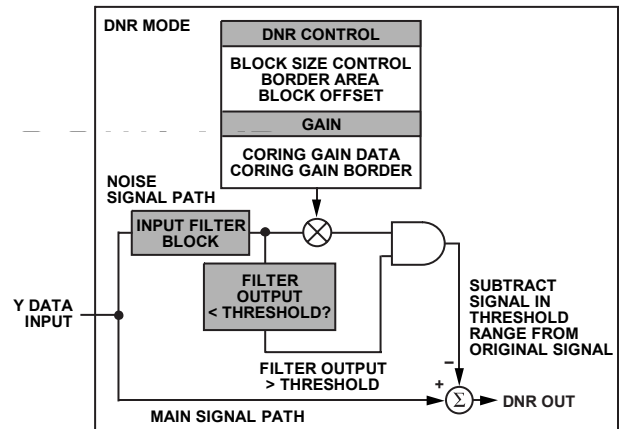 DNR MODE
DNR CONTROL
BLOCK SIZE CONTROL
BORDER AREA
BLOCK OFFSET
GAIN
CORING GAIN DATA
CORING GAIN BORDER
NOISE
SIGNAL PATH
INPUT FILTER
BLOCK
FILTER
OUTPUT
< THRESHOLD?
Y DATA
INPUT
SUBTRACT
SIGNAL IN
THRESHOLD
RANGE FROM
ORIGINAL SIGNAL
FILTER OUTPUT
> THRESHOLD
–
+
Σ
DNR OUT
MAIN SIGNAL PATH